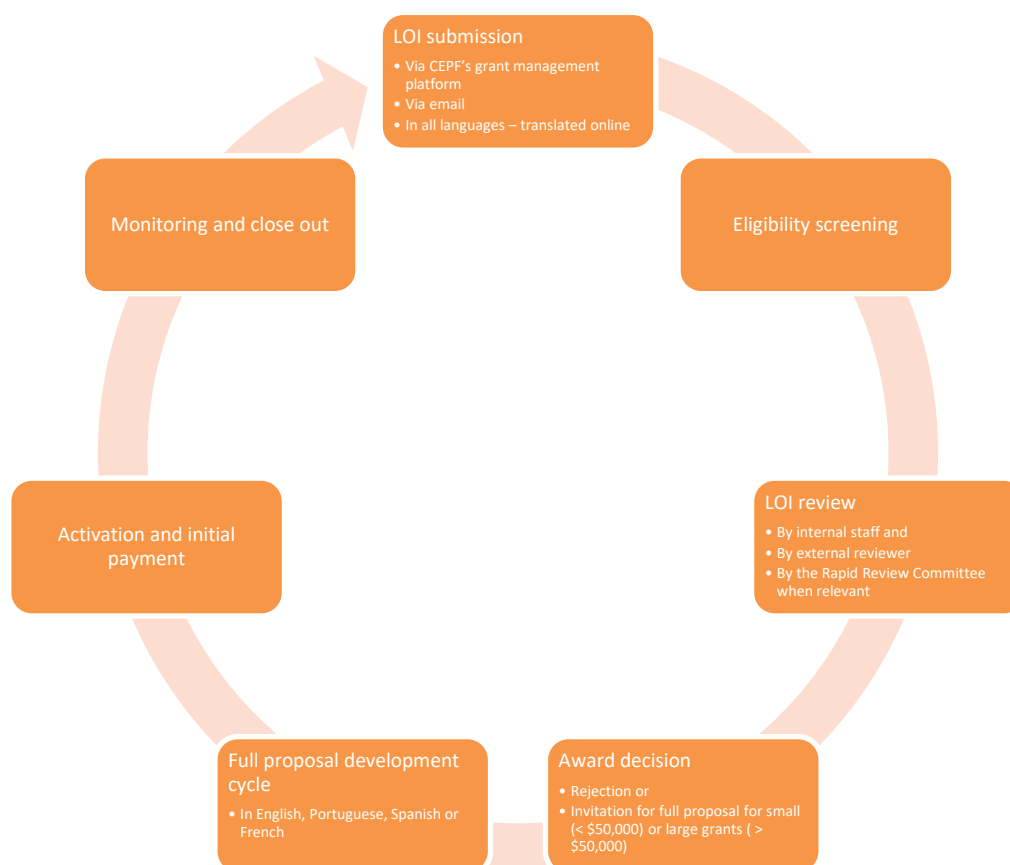 LOI submission
• Via CEPF's grant management
platform
• Via email
• In all languages – translated online
Eligibility screening
LOI review
• By internal staff and
• By external reviewer
• By the Rapid Review Committee
when relevant
Award decision
• Rejection or
• Invitation for full proposal for small
(< $50,000) or large grants ( >
$50,000)
Full proposal development
cycle
• In English, Portuguese, Spanish or
French
Activation and initial
payment
Monitoring and close out